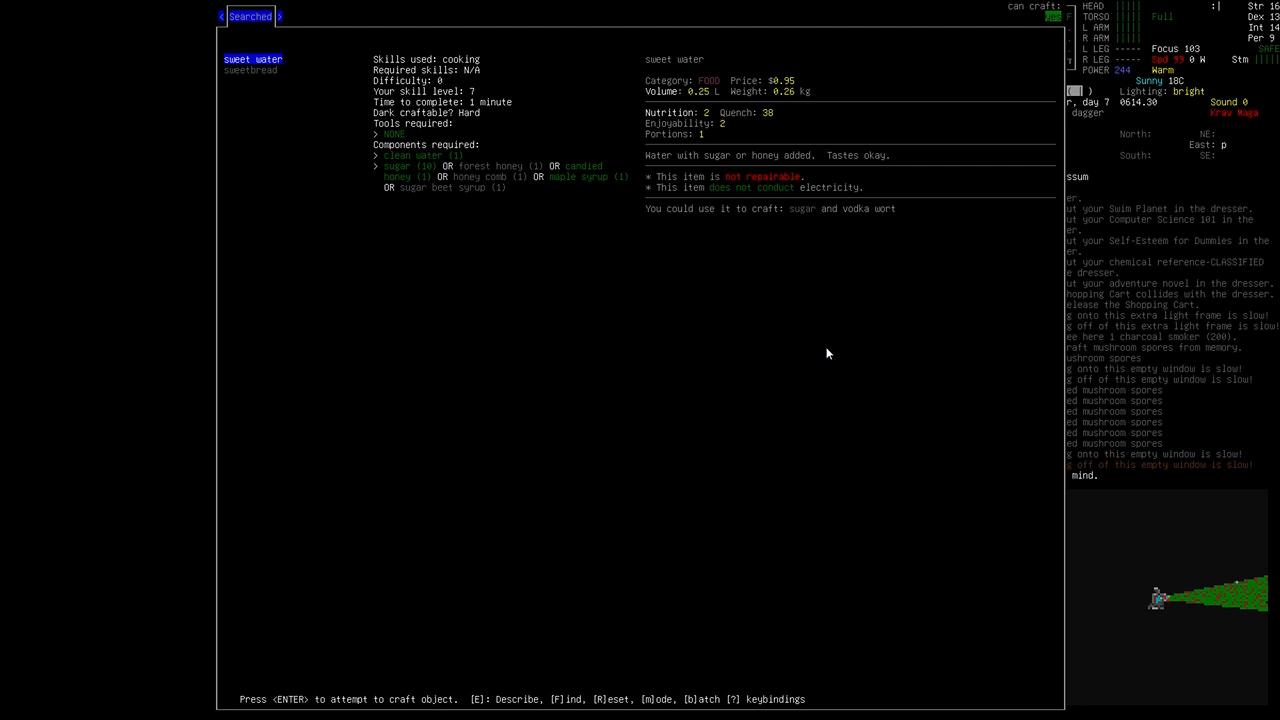 can craft:
HEAD ||||| :| Str 16
< Searched > yes F TORSO ||||| Full Dex 13
L ARM ||||| Int 14
R ARM ||||| Per 9
L LEG ----- Focus 103 SAFE
sweet water Skills used: cooking sweet water R LEG ----- Spd 99 0 W Stm |||||
sweetbread Required skills: N/A POWER 244 Warm
Difficulty: 0 Category: FOOD Price: $0.95 Sunny 18C
Your skill level: 7 Volume: 0.25 L Weight: 0.26 kg ) Lighting: bright
Time to complete: 1 minute r, day 7 0614.30 Sound 0
Dark craftable? Hard Nutrition: 2 Quench: 38 dagger Krav Maga
Tools required: Enjoyability: 2
> NONE Portions: 1 North: NE:
Components required: East: p
> clean water (1) Water with sugar or honey added. Tastes okay. South: SE:
> sugar (10) OR forest honey (1) OR candied
honey (1) OR honey comb (1) OR maple syrup (1) * This item is not repairable. ssum
OR sugar beet syrup (1) * This item does not conduct electricity.
er.
You could use it to craft: sugar and vodka wort ut your Swim Planet in the dresser.
ut your Computer Science 101 in the
er.
ut your Self-Esteem for Dummies in the
er.
ut your chemical reference-CLASSIFIED
e dresser.
ut your adventure novel in the dresser.
hopping Cart collides with the dresser.
elease the Shopping Cart.
g onto this extra light frame is slow!
g off of this extra light frame is slow!
ee here 1 charcoal smoker (200).
raft mushroom spores from memory.
ushroom spores
g onto this empty window is slow!
g off of this empty window is slow!
ed mushroom spores
ed mushroom spores
ed mushroom spores
ed mushroom spores
ed mushroom spores
ed mushroom spores
g onto this empty window is slow!
g off of this empty window is slow!
mind.
Press <ENTER> to attempt to craft object. [E]: Describe, [F]ind, [R]eset, [m]ode, [b]atch [?] keybindings